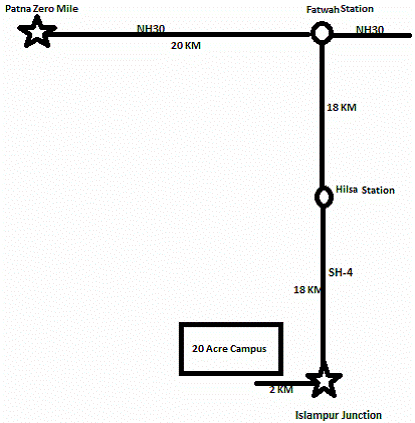 Patna Zero Mile
Fatwah Station
NH30
NH30
20 KM
18 KM
Hilsa Station
SH-4
18 KM
20 Acre Campus
2 KM
Islampur Junction